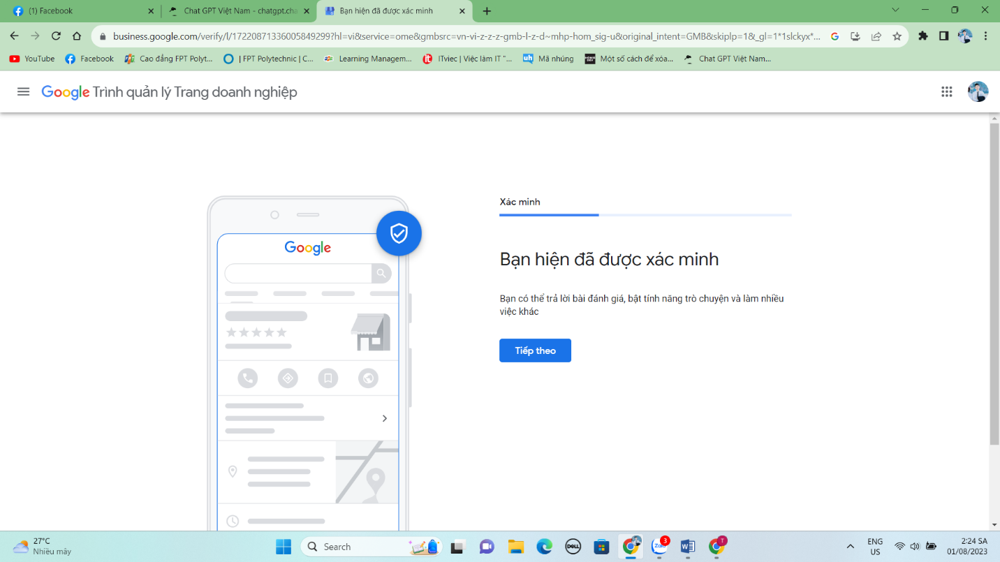 (1) Facebook
Chat GPT Việt Nam - chatgpt.cha
Bạn hiện đã được xác minh
business.google.com/verify/l/17220871336005849299?hl=vi&service=ome&gmbsrc=vn-vi-z-z-z-gmb-l-z-d~mhp-hom_sig-u&original_intent=GMB&skiplp=1&_gl=1*1slckyx*...
YouTube
Facebook
Cao đẳng FPT Polyt...
| FPT Polytechnic | C...
Learning Managem...
ITviec | Việc làm IT "...
Mã nhúng
Một số cách để xóa...
Chat GPT Việt Nam...
Google Trình quản lý Trang doanh nghiệp
Google
Xác minh
Bạn hiện đã được xác minh
Bạn có thể trả lời bài đánh giá, bật tính năng trò chuyện và làm nhiều
việc khác
Tiếp theo
27°C
Nhiều mây
Search
DELL
Zalo
3
T
ENG
US
2:24 SA
01/08/2023